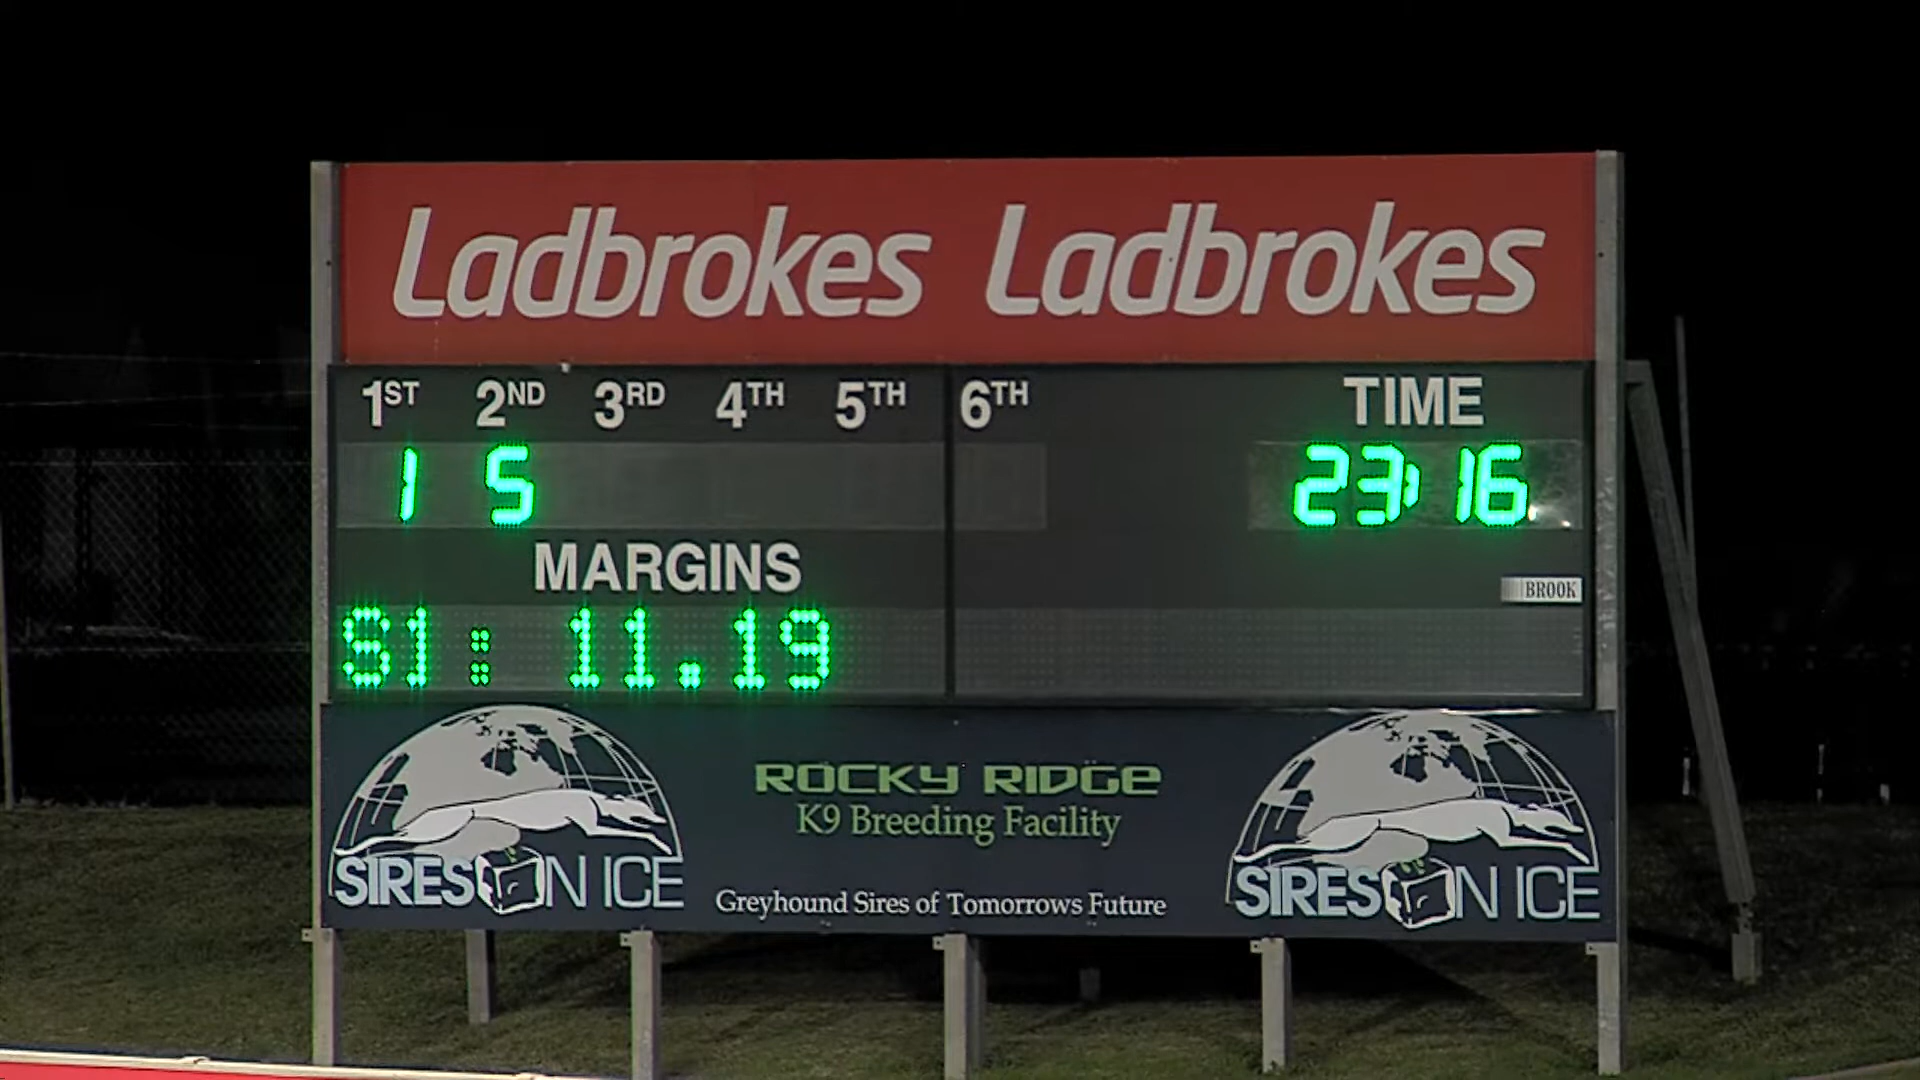 Ladbrokes Ladbrokes
1ST 2ND 3RD 4TH 5TH 6TH TIME
1 5 23:16
MARGINS
BROOK
S1: 11.19
ROCKY RIDGE
K9 Breeding Facility
SIRES ON ICE
Greyhound Sires of Tomorrows Future
SIRES ON ICE